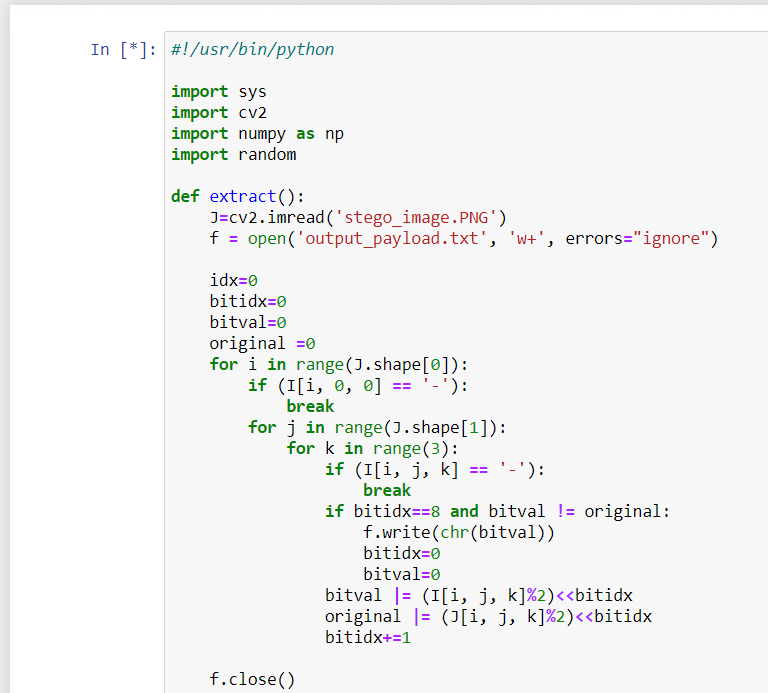 In [*]: #!/usr/bin/python
import sys
import cv2
import numpy as np
import random
def extract():
    J=cv2.imread('stego_image.PNG')
    f = open('output_payload.txt', 'w+', errors="ignore")
    idx=0
    bitidx=0
    bitval=0
    original =0
    for i in range(J.shape[0]):
        if (I[i, 0, 0] == '-'):
            break
        for j in range(J.shape[1]):
            for k in range(3):
                if (I[i, j, k] == '-'):
                    break
                if bitidx==8 and bitval != original:
                    f.write(chr(bitval))
                    bitidx=0
                    bitval=0
                bitval |= (I[i, j, k]%2)<<bitidx
                original |= (J[i, j, k]%2)<<bitidx
                bitidx+=1
    f.close()